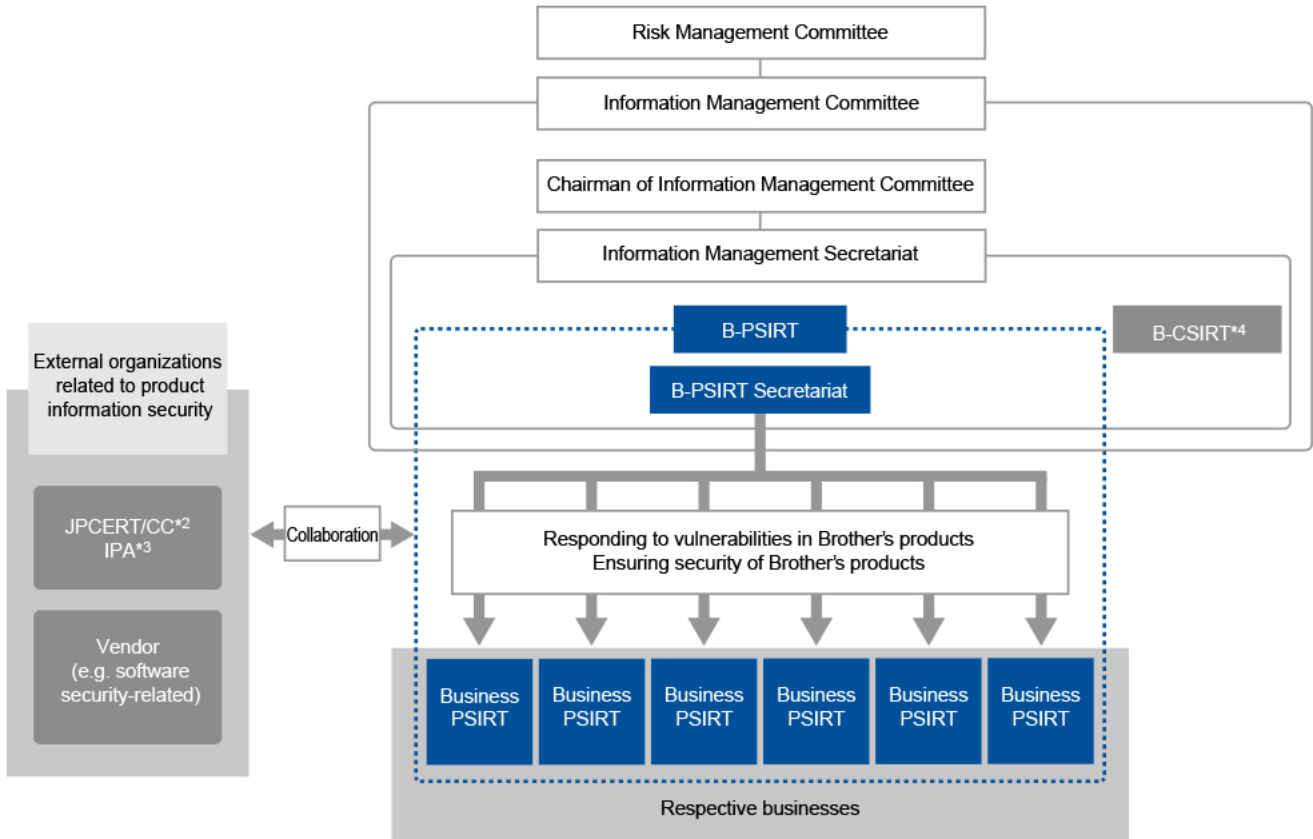 Risk Management Committee
Information Management Committee
Chairman of Information Management Committee
Information Management Secretariat
B-PSIRT
B-CSIRT*4
B-PSIRT Secretariat
External organizations
related to product
information security
JPCERT/CC*2
IPA*3
Vendor
(e.g. software
security-related)
Collaboration
Responding to vulnerabilities in Brother’s products
Ensuring security of Brother’s products
Business
PSIRT
Business
PSIRT
Business
PSIRT
Business
PSIRT
Business
PSIRT
Business
PSIRT
Respective businesses